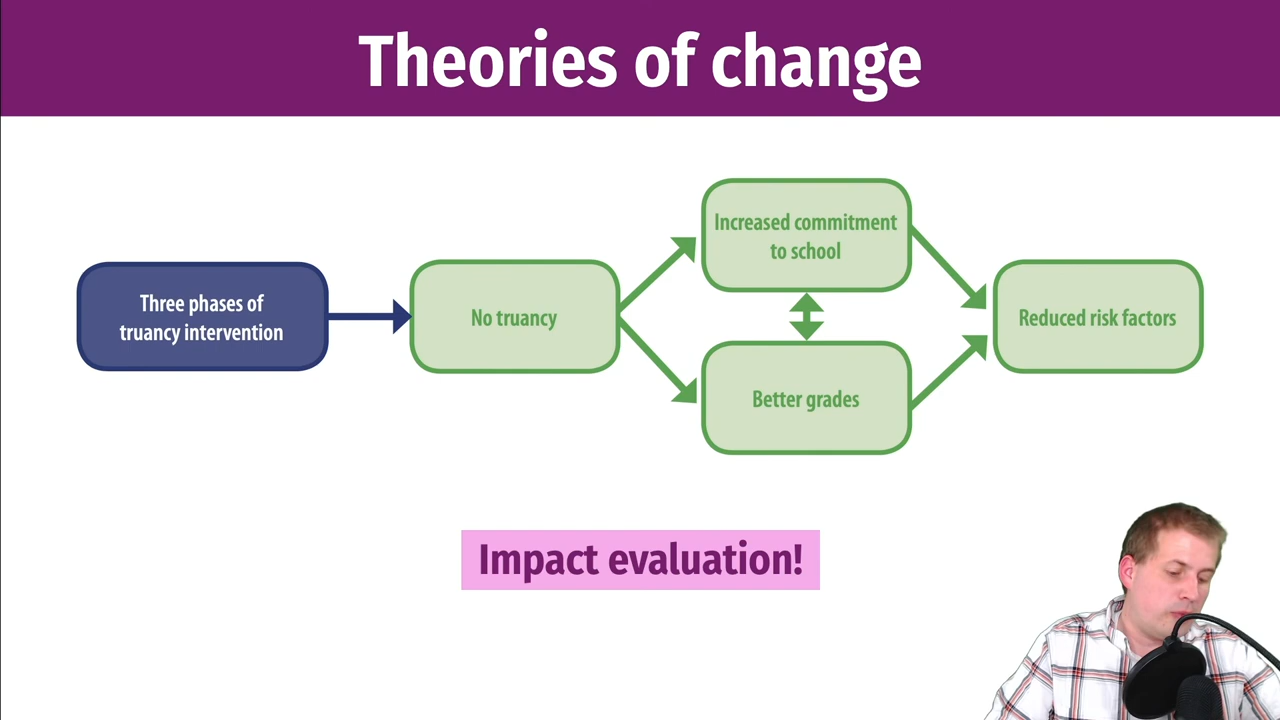 Theories of change
Three phases of
truancy intervention
No truancy
Increased commitment
to school
Better grades
Reduced risk factors
Impact evaluation!